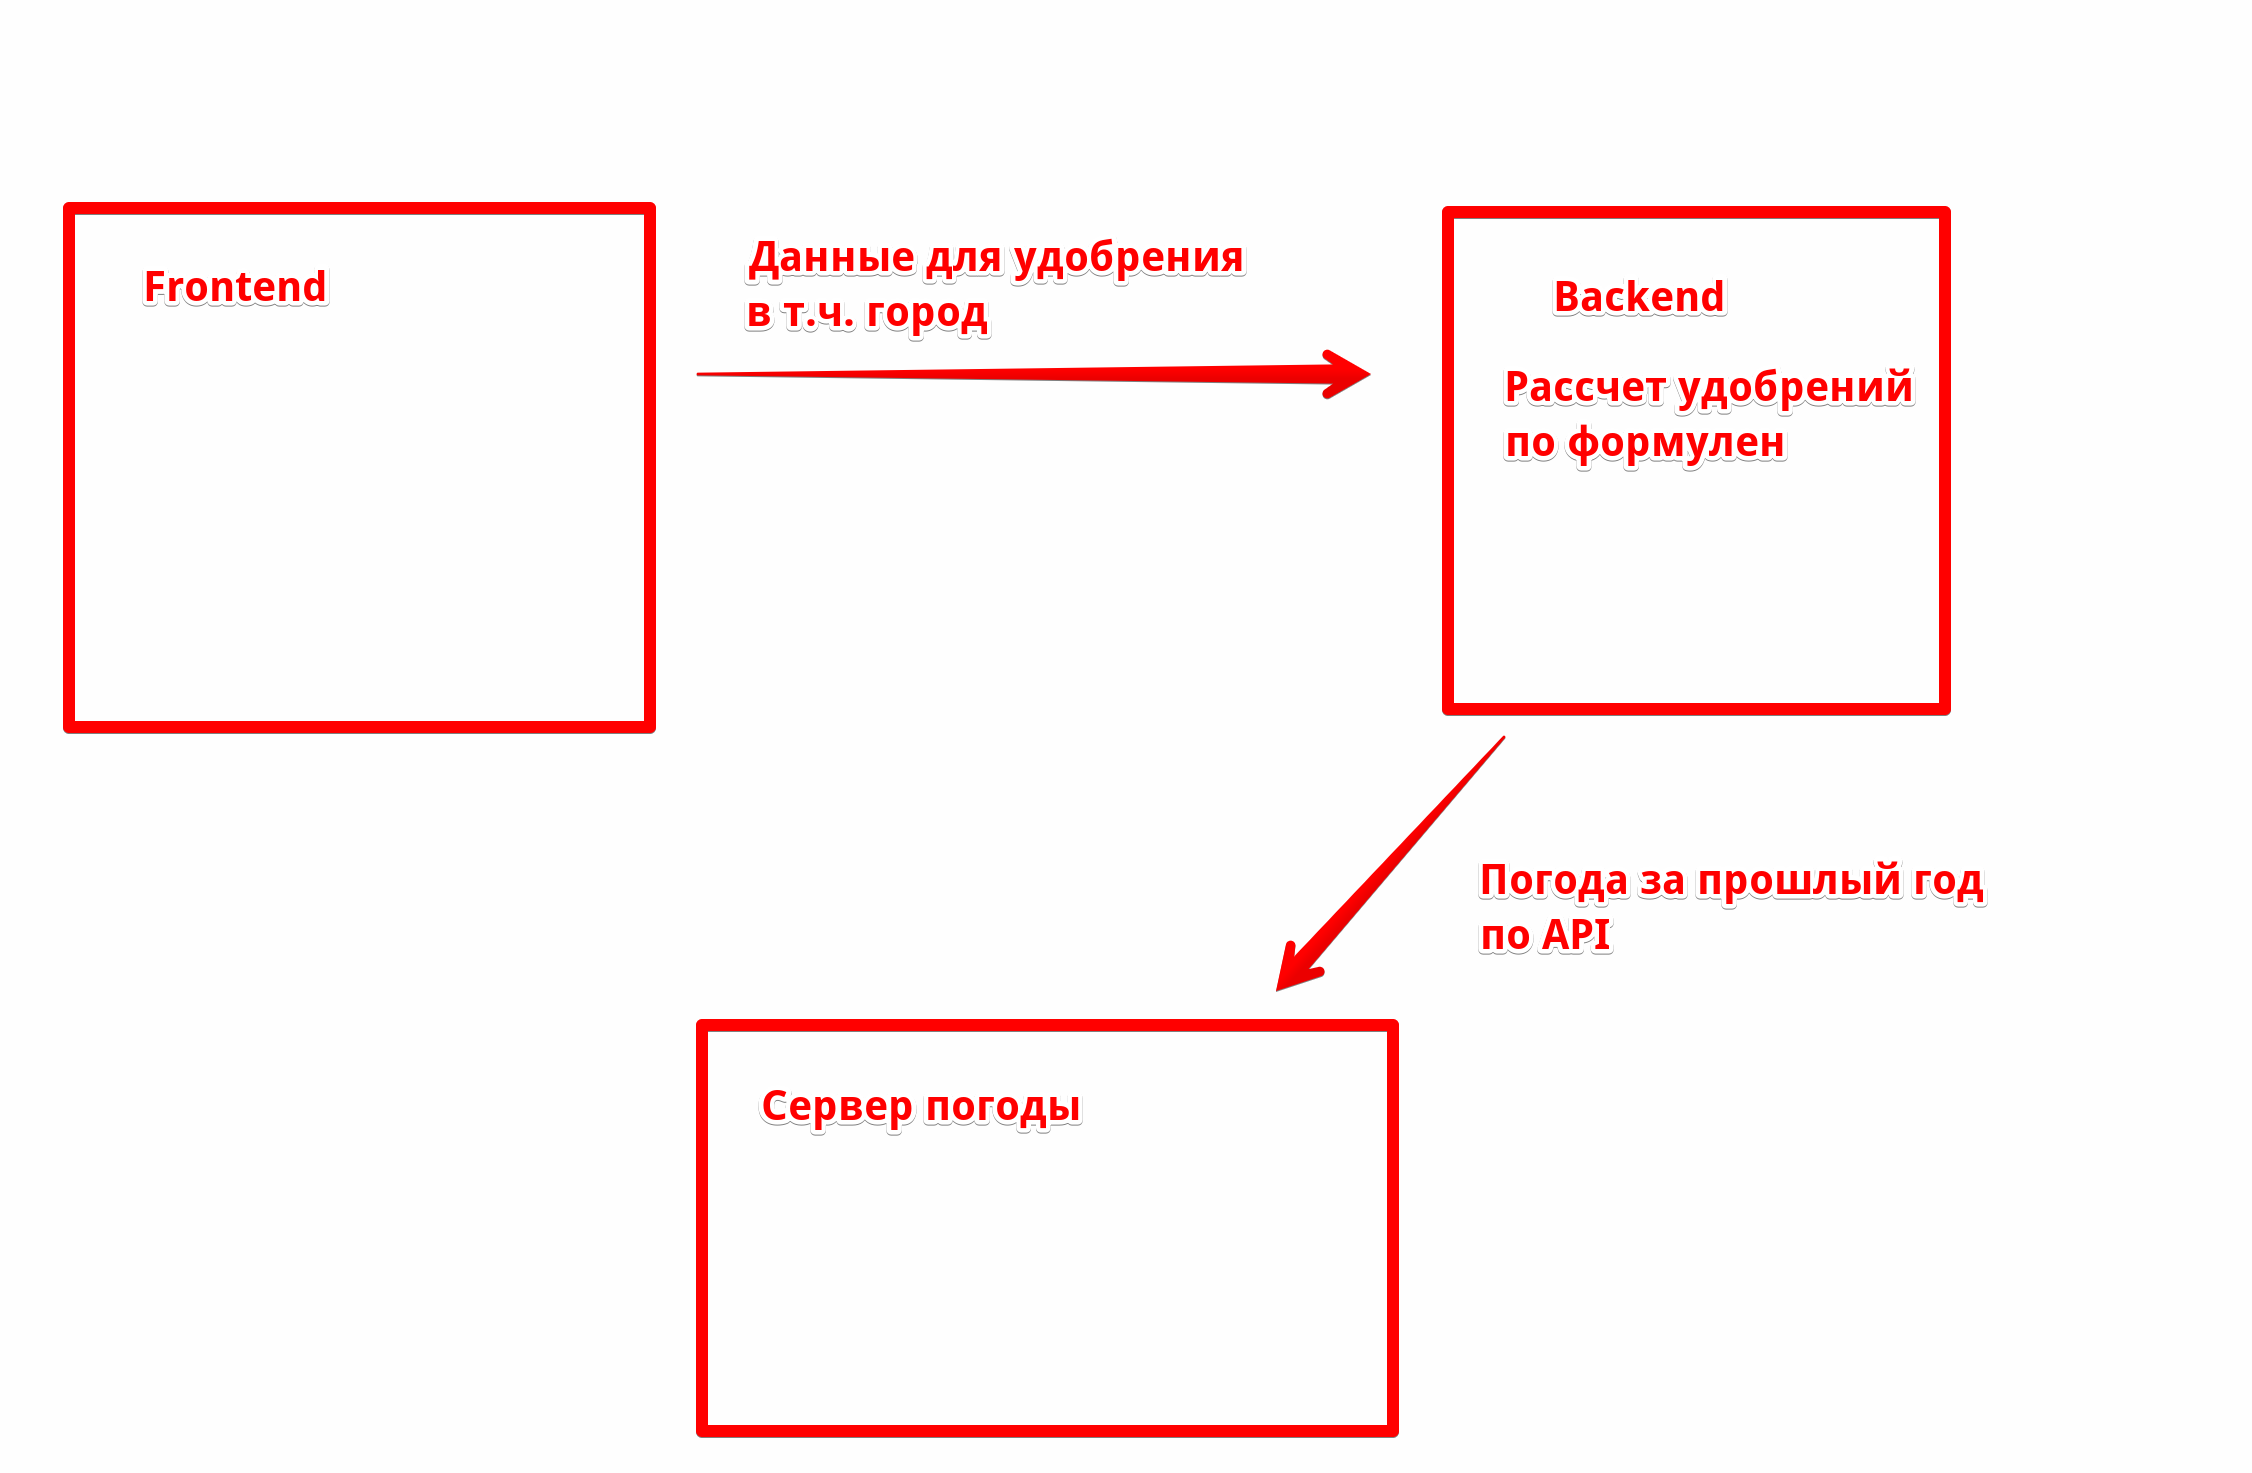 Frontend
Данные для удобрения
в т.ч. город
Backend
Рассчет удобрений
по формулен
Погода за прошлый год
по API
Сервер погоды